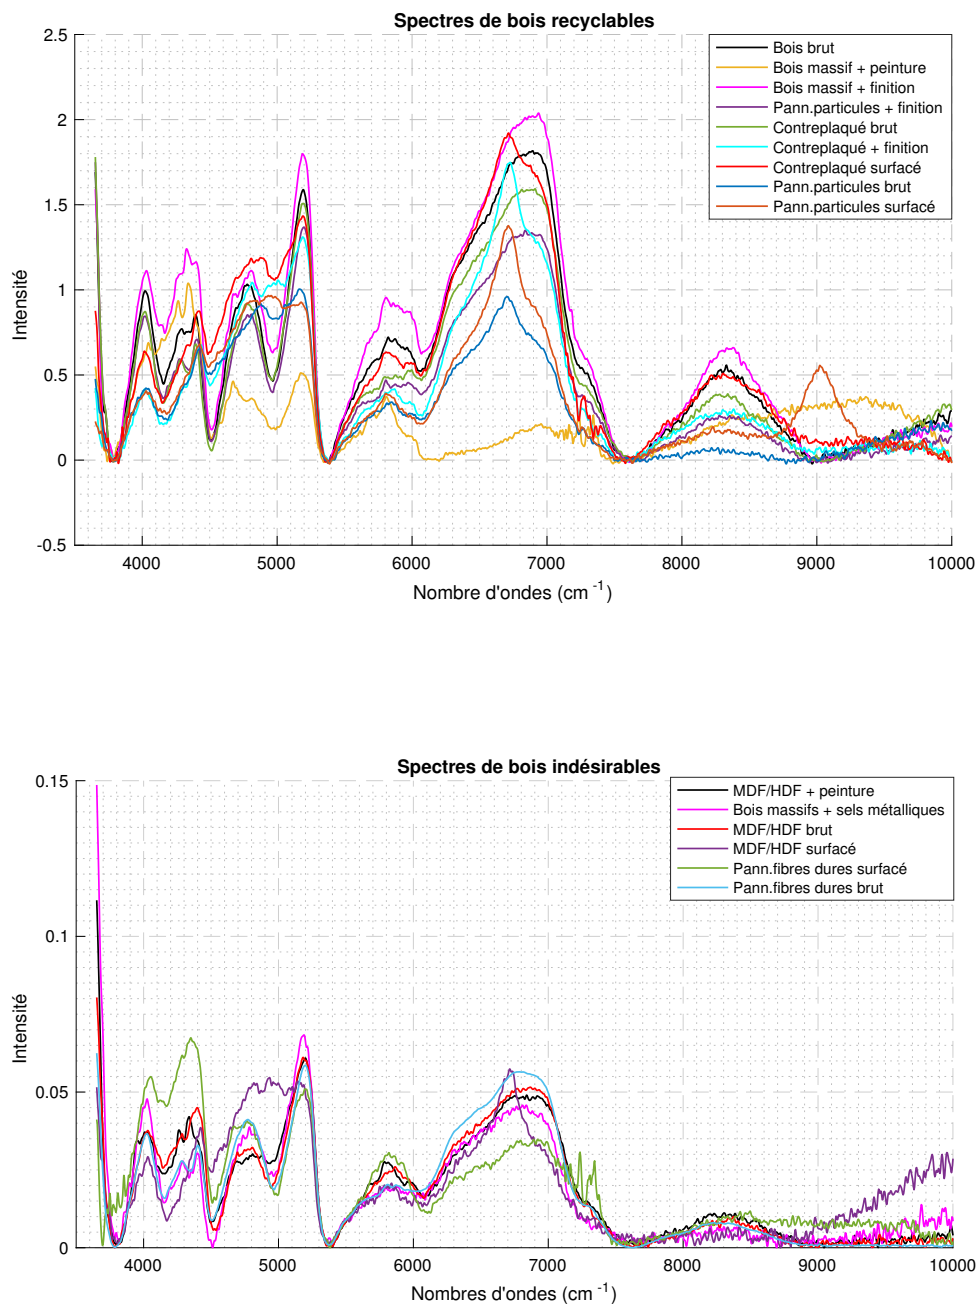 Spectres de bois recyclables
2.5
2
1.5
1
0.5
0
-0.5
Intensité
Bois brut
Bois massif + peinture
Bois massif + finition
Pann.particules + finition
Contreplaqué brut
Contreplaqué + finition
Contreplaqué surfacé
Pann.particules brut
Pann.particules surfacé
4000 5000 6000 7000 8000 9000 10000
Nombre d'ondes (cm -1)
Spectres de bois indésirables
0.15
0.1
0.05
0
Intensité
MDF/HDF + peinture
Bois massifs + sels métalliques
MDF/HDF brut
MDF/HDF surfacé
Pann.fibres dures surfacé
Pann.fibres dures brut
4000 5000 6000 7000 8000 9000 10000
Nombres d'ondes (cm -1)